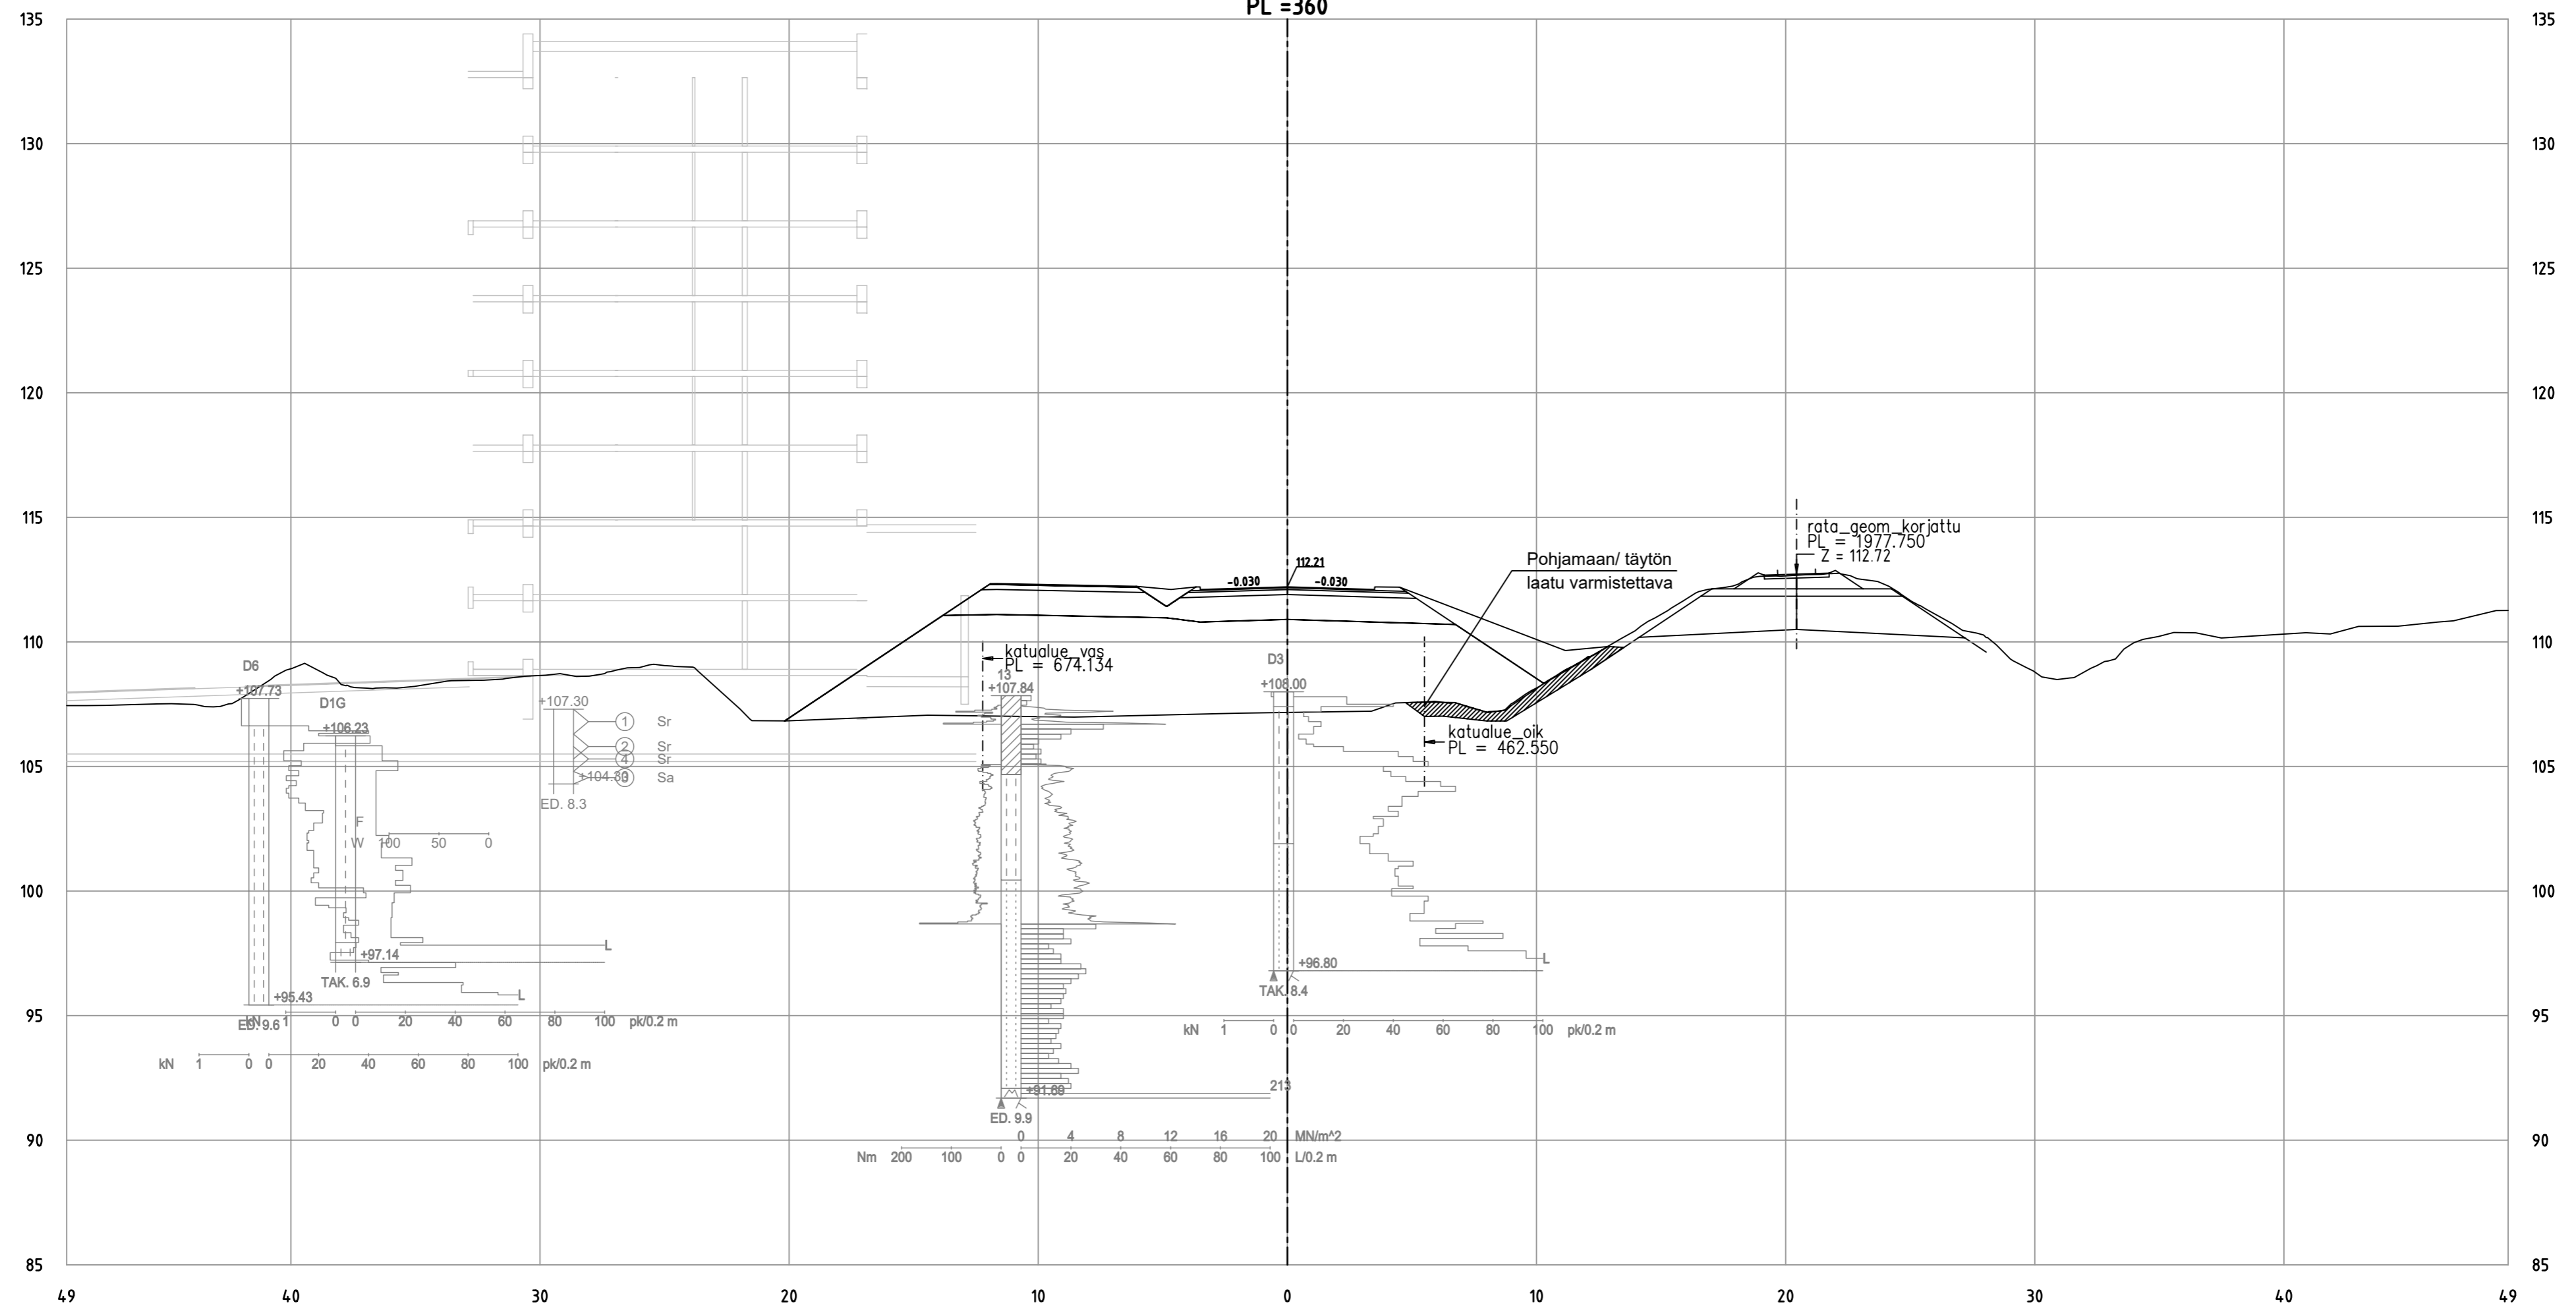 PL =360
135
135
130
130
125
125
120
120
115
115
rata_geom_korjattu
PL = 1977.750
Z = 112.72
Pohjamaan/ täytön
laatu varmistettava
112.21
-0.030
-0.030
110
110
katualue_vas
PL = 674.134
D6
+107.73
D1G
+106.23
+107.30
1 Sr
2 Sr
4 Sr
3 Sa
+104.30
ED. 8.3
13
+107.84
D3
+108.00
katualue_oik
PL = 462.550
105
105
F
W 100 50 0
100
100
L
+97.14
TAK. 6.9
L
+95.43
ED. 9.6
+96.80
L
TAK. 8.4
95
95
kN 1 0 0 20 40 60 80 100 pk/0.2 m
kN 1 0 0 20 40 60 80 100 pk/0.2 m
kN 1 0 0 20 40 60 80 100 pk/0.2 m
213
+91.69
ED. 9.9
90
90
0 4 8 12 16 20 MN/m^2
Nm 200 100 0 0 20 40 60 80 100 L/0.2 m
85
85
49 40 30 20 10 0 10 20 30 40 49